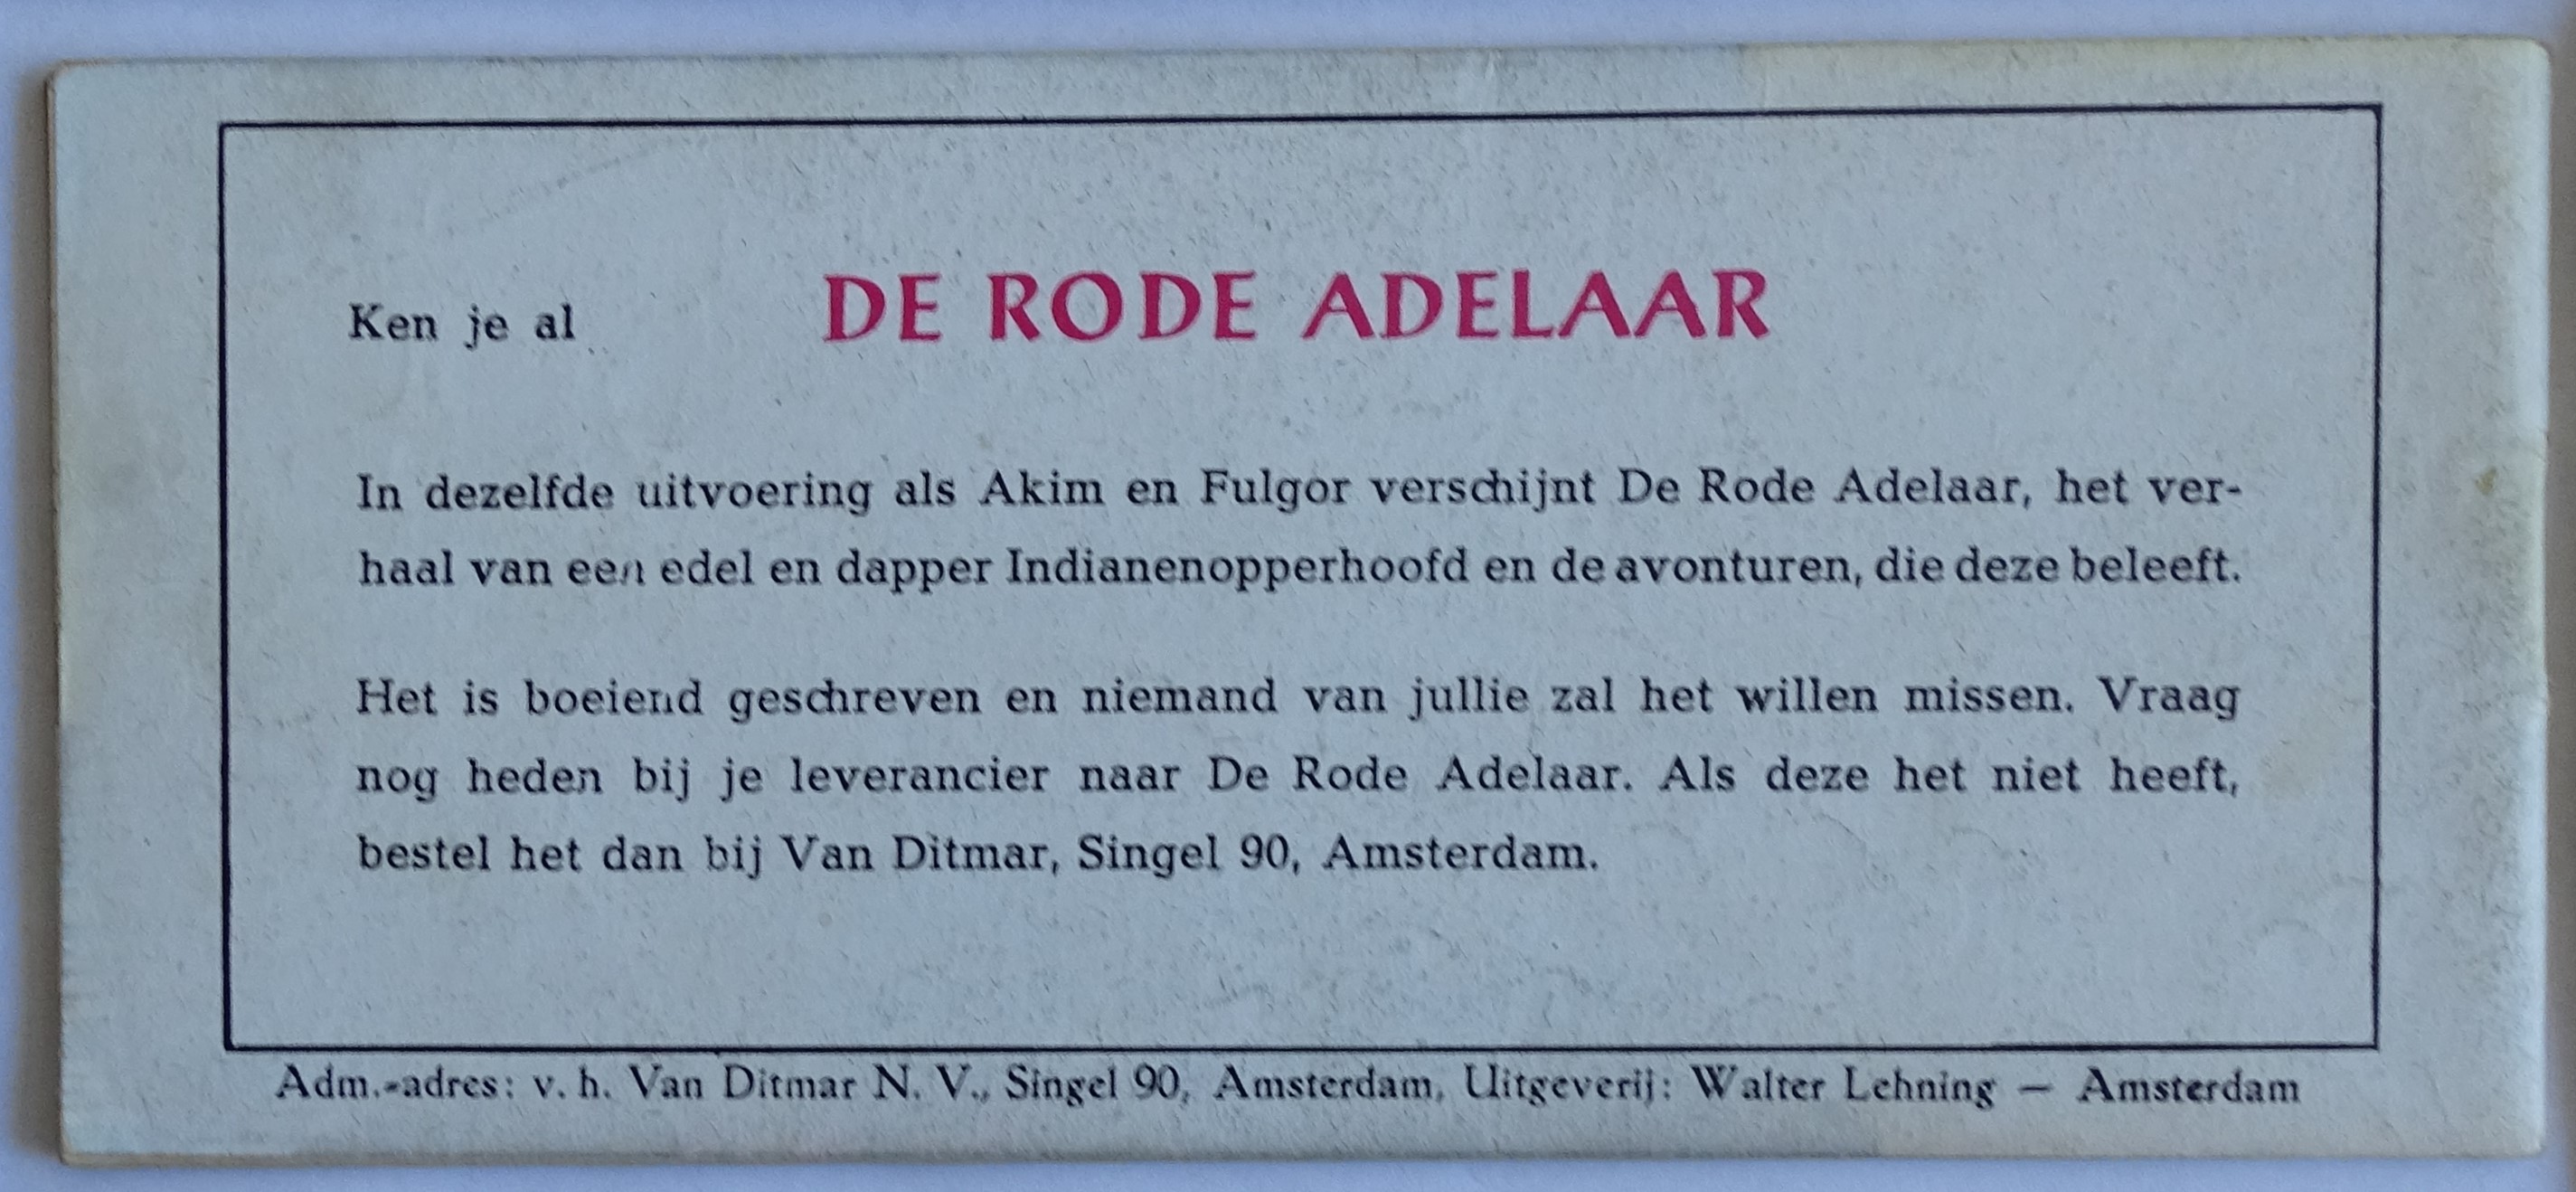 Ken je al DE RODE ADELAAR
In dezelfde uitvoering als Akim en Fulgor verschijnt De Rode Adelaar, het ver-
haal van een edel en dapper Indianenopperhoofd en de avonturen, die deze beleeft.
Het is boeiend geschreven en niemand van jullie zal het willen missen. Vraag
nog heden bij je leverancier naar De Rode Adelaar. Als deze het niet heeft,
bestel het dan bij Van Ditmar, Singel 90, Amsterdam.
Adm.-adres: v. h. Van Ditmar N. V., Singel 90, Amsterdam, Uitgeverij: Walter Lehning — Amsterdam